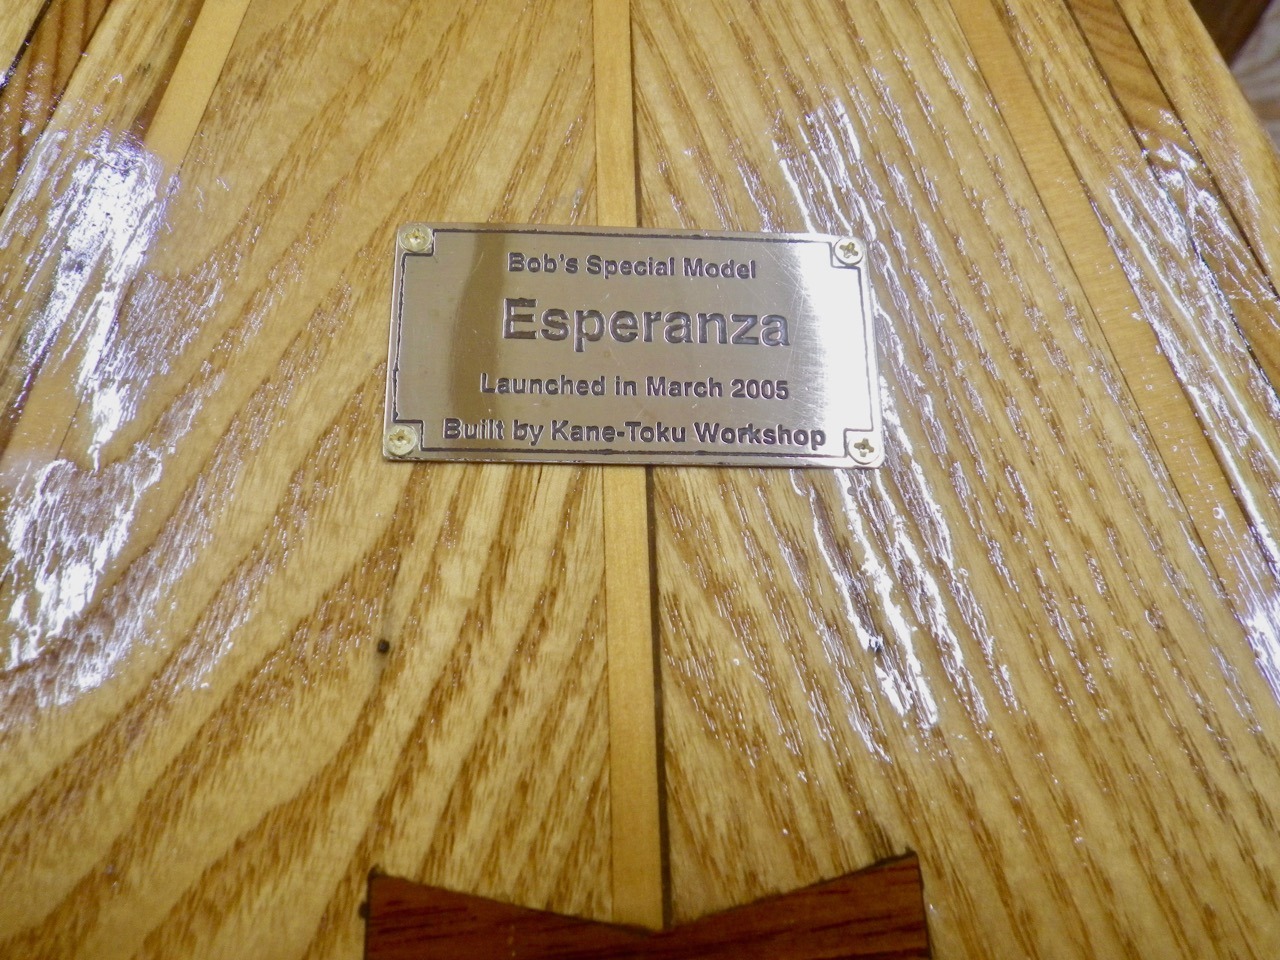 Bob's Special Model
Esperanza
Launched in March 2005
Built by Kane-Toku Workshop